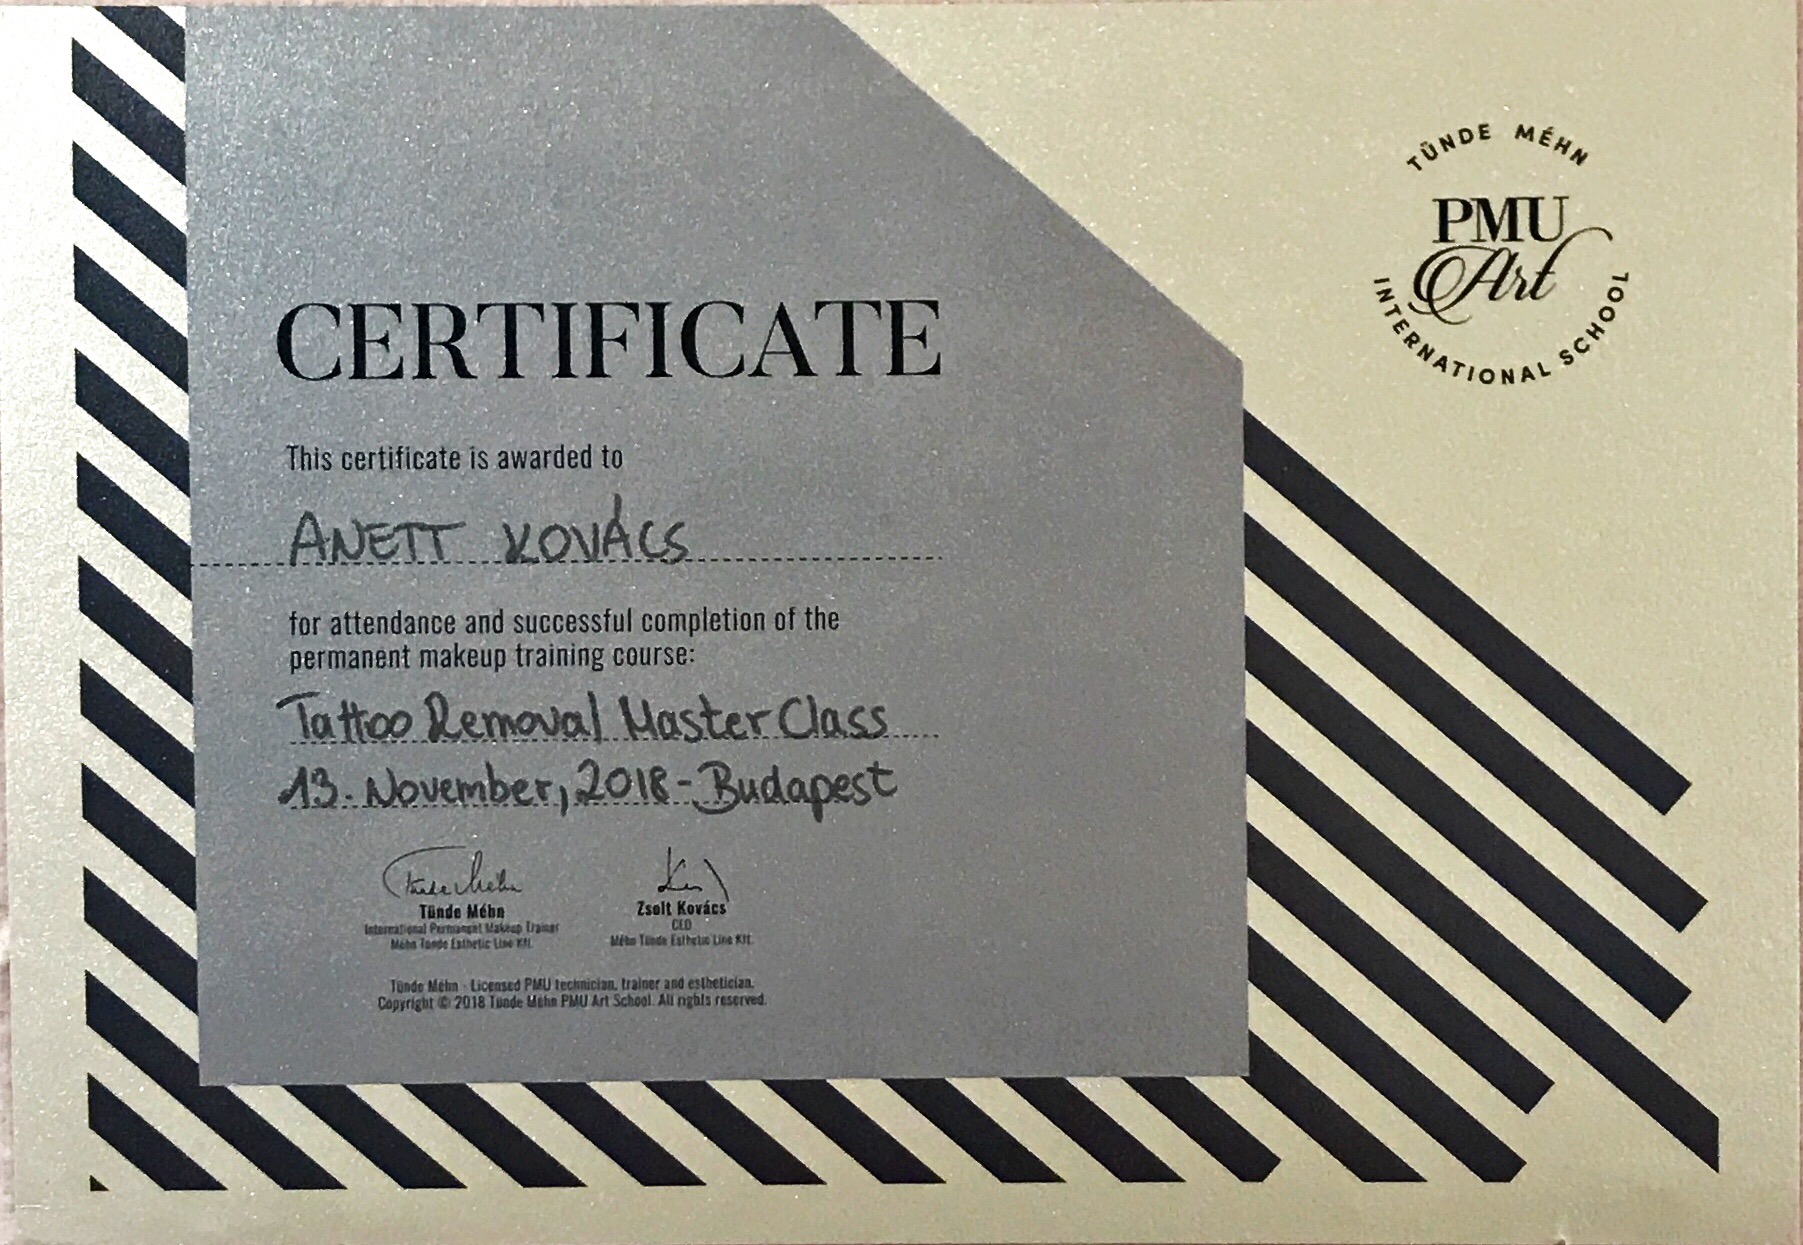 TÜNDE MÉHN
PMU
Art
INTERNATIONAL SCHOOL
CERTIFICATE
This certificate is awarded to
ANETT KOVÁCS
for attendance and successful completion of the
permanent makeup training course:
Tattoo Removal MasterClass
13. November, 2018 - Budapest
Tünde Méhn
Tünde Méhn
International Permanent Makeup Trainer
Méhn Tünde Esthetic Line Kft.
Zsolt Kovács
CEO
Méhn Tünde Esthetic Line Kft.
Tünde Méhn - Licensed PMU technician, trainer and esthetician.
Copyright © 2018 Tünde Méhn PMU Art School. All rights reserved.